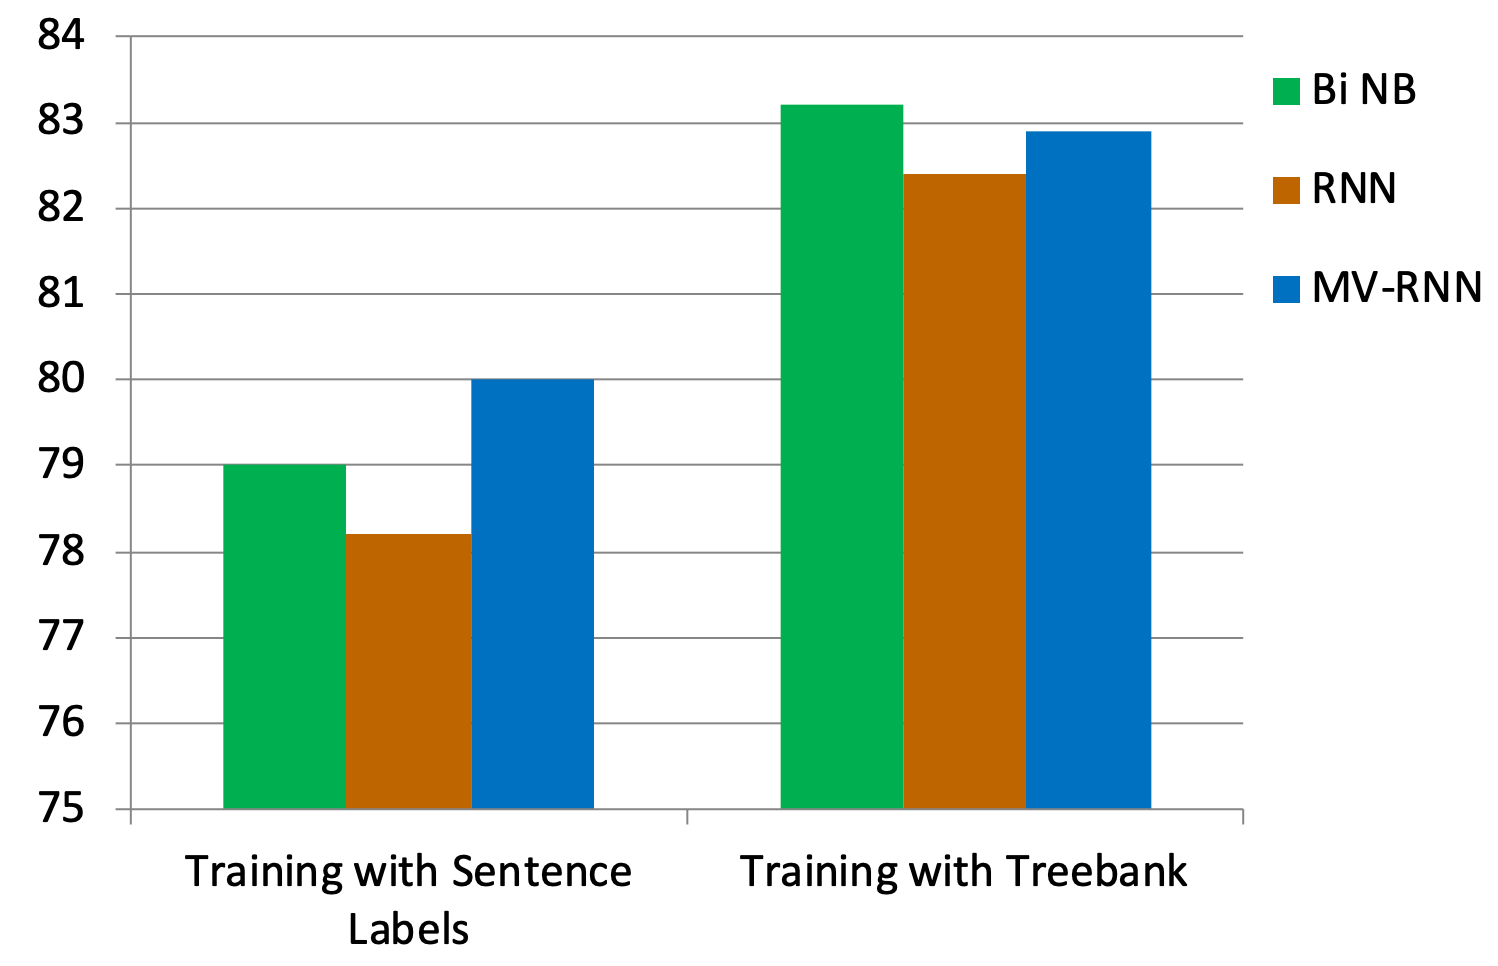 84
83
82
81
80
79
78
77
76
75
Training with Sentence
Labels
Training with Treebank
Bi NB
RNN
MV-RNN